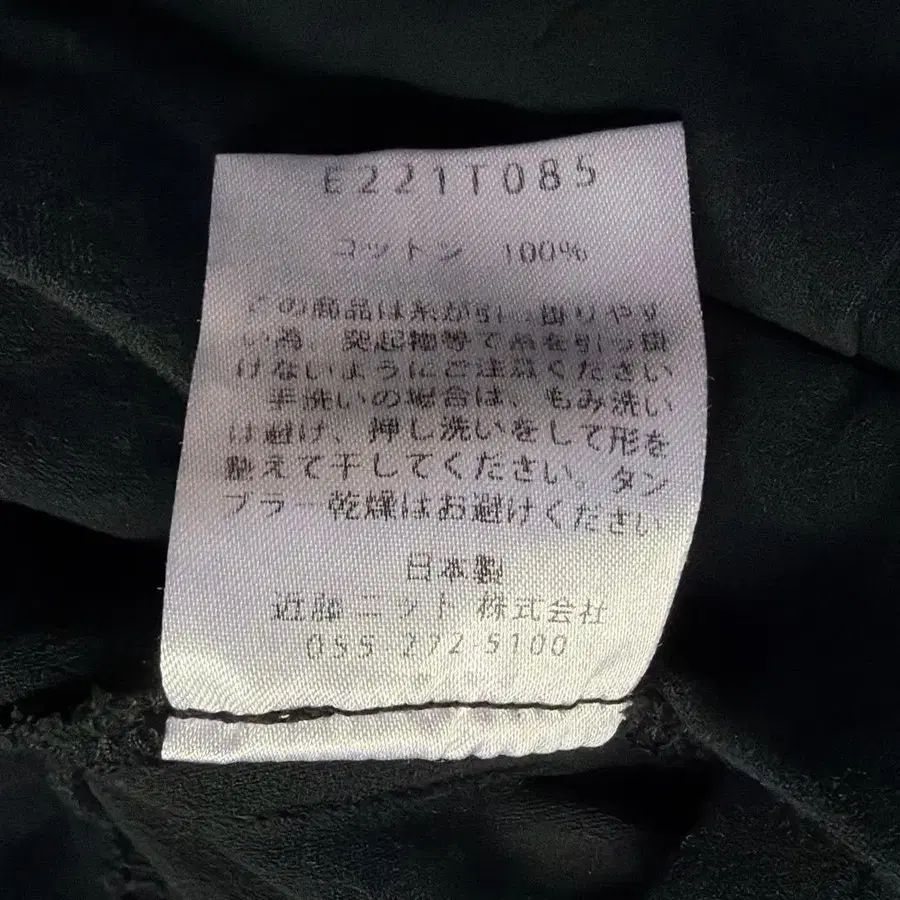 E221T085
コットン 100%
この商品は糸が引っ掛りやす
い為、突起物等で糸を引っ掛
けないようにご注意ください
手洗いの場合は、もみ洗い
は避け、押し洗いをして形を
整えて干してください。タン
ブラー乾燥はお避けください
日本製
近藤ニット株式会社
055-272-5100